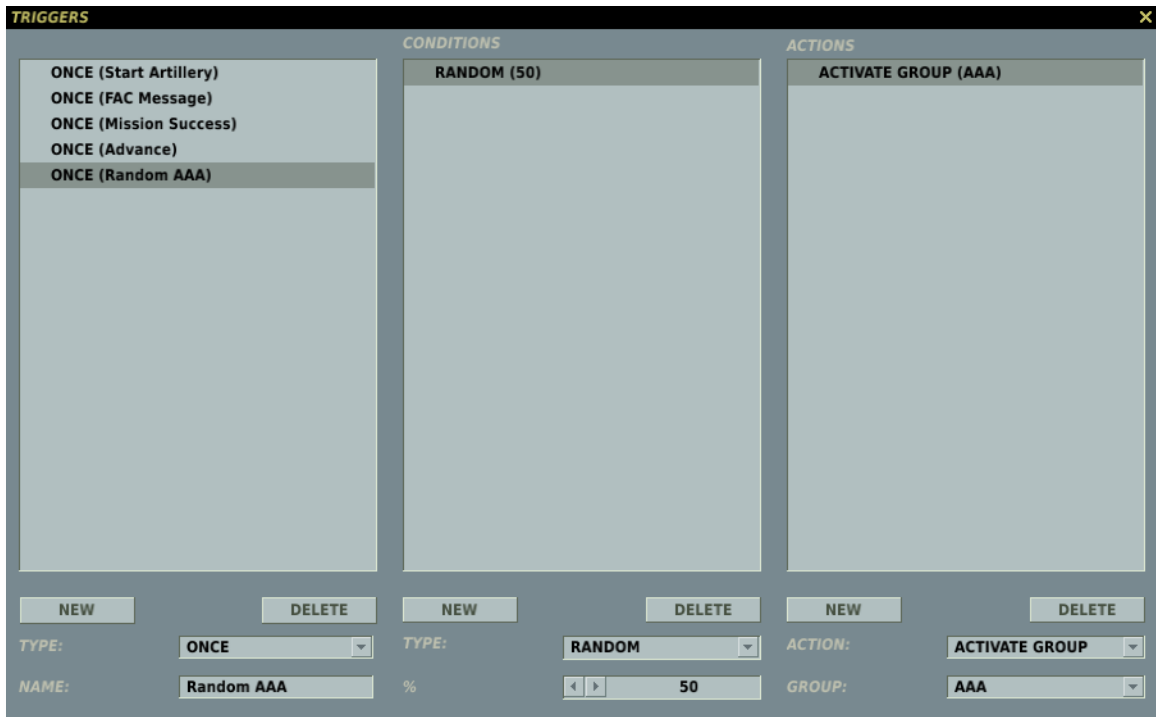 TRIGGERS
CONDITIONS
ACTIONS
ONCE (Start Artillery)
ONCE (FAC Message)
ONCE (Mission Success)
ONCE (Advance)
ONCE (Random AAA)
RANDOM (50)
ACTIVATE GROUP (AAA)
NEW DELETE NEW DELETE NEW DELETE
TYPE: ONCE TYPE: RANDOM ACTION: ACTIVATE GROUP
NAME: Random AAA % 50 GROUP: AAA